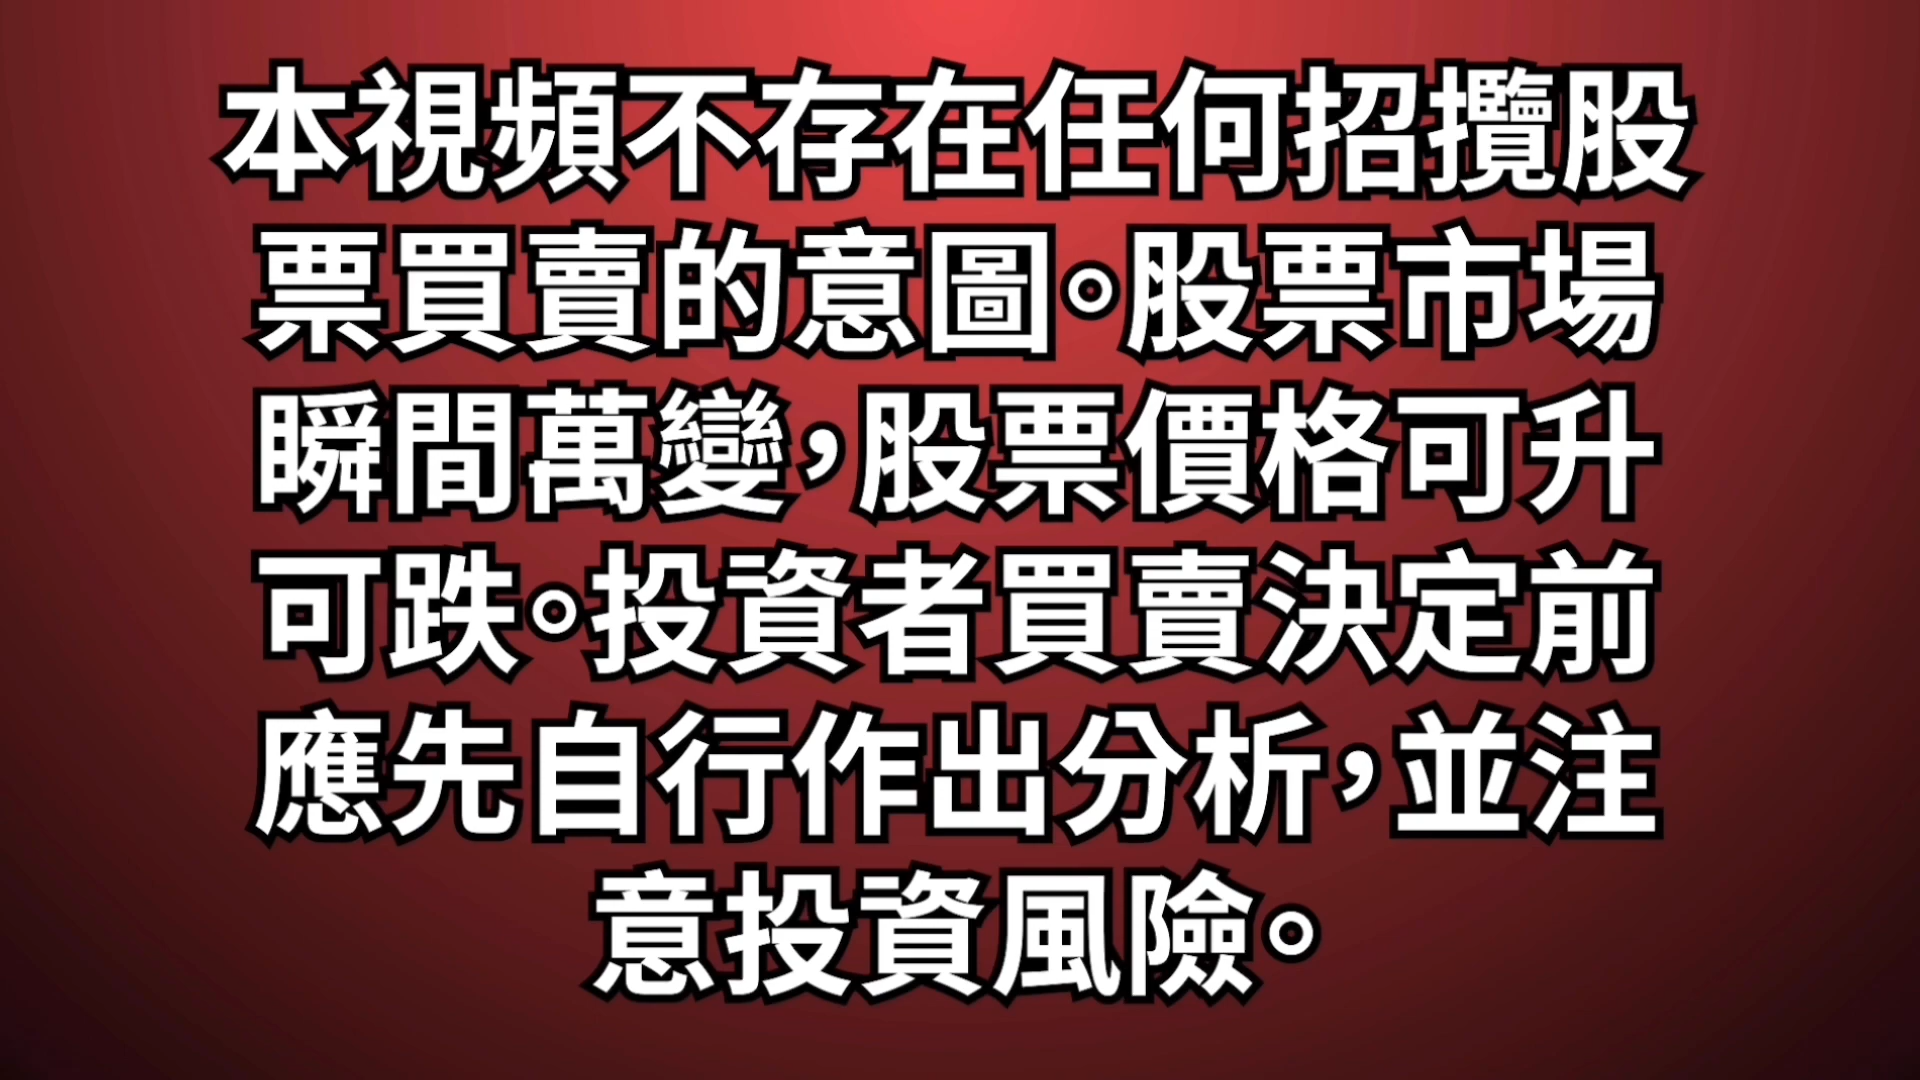 本視頻不存在任何招攬股
票買賣的意圖。股票市場
瞬間萬變，股票價格可升
可跌。投資者買賣決定前
應先自行作出分析，並注
意投資風險。